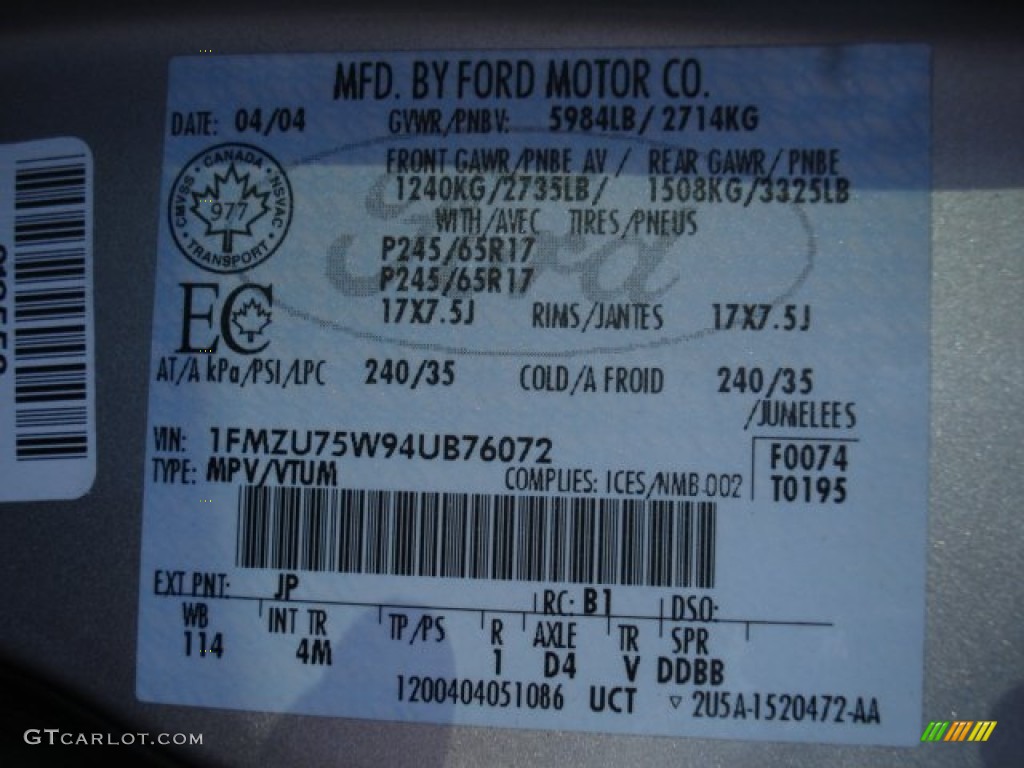 MFD. BY FORD MOTOR CO.
DATE: 04/04 GVWR/PNBV: 5984LB/2714KG
FRONT GAWR/PNBE AV/ REAR GAWR/PNBE
1240KG/2735LB/ 1508KG/3325LB
WITH/AVEC TIRES/PNEUS
P245/65R17
P245/65R17
17X7.5J RIMS/JANTES 17X7.5J
CANADA
CMVSS 977 NSVAC
TRANSPORT
Ford
EC
AT/A kPa/PSI/LPC 240/35 COLD/A FROID 240/35
/JUMELEES
VIN: 1FMZU75W94UB76072
TYPE: MPV/VTUM COMPLIES: ICES/NMB-002
F0074
T0195
EXT PNT: JP RC: B1 DSO:
WB INT TR TP/PS R AXLE TR SPR
114 4M 1 D4 V DDBB
1200404051086 UCT ▽ 2U5A-1520472-AA
GTCARLOT.COM